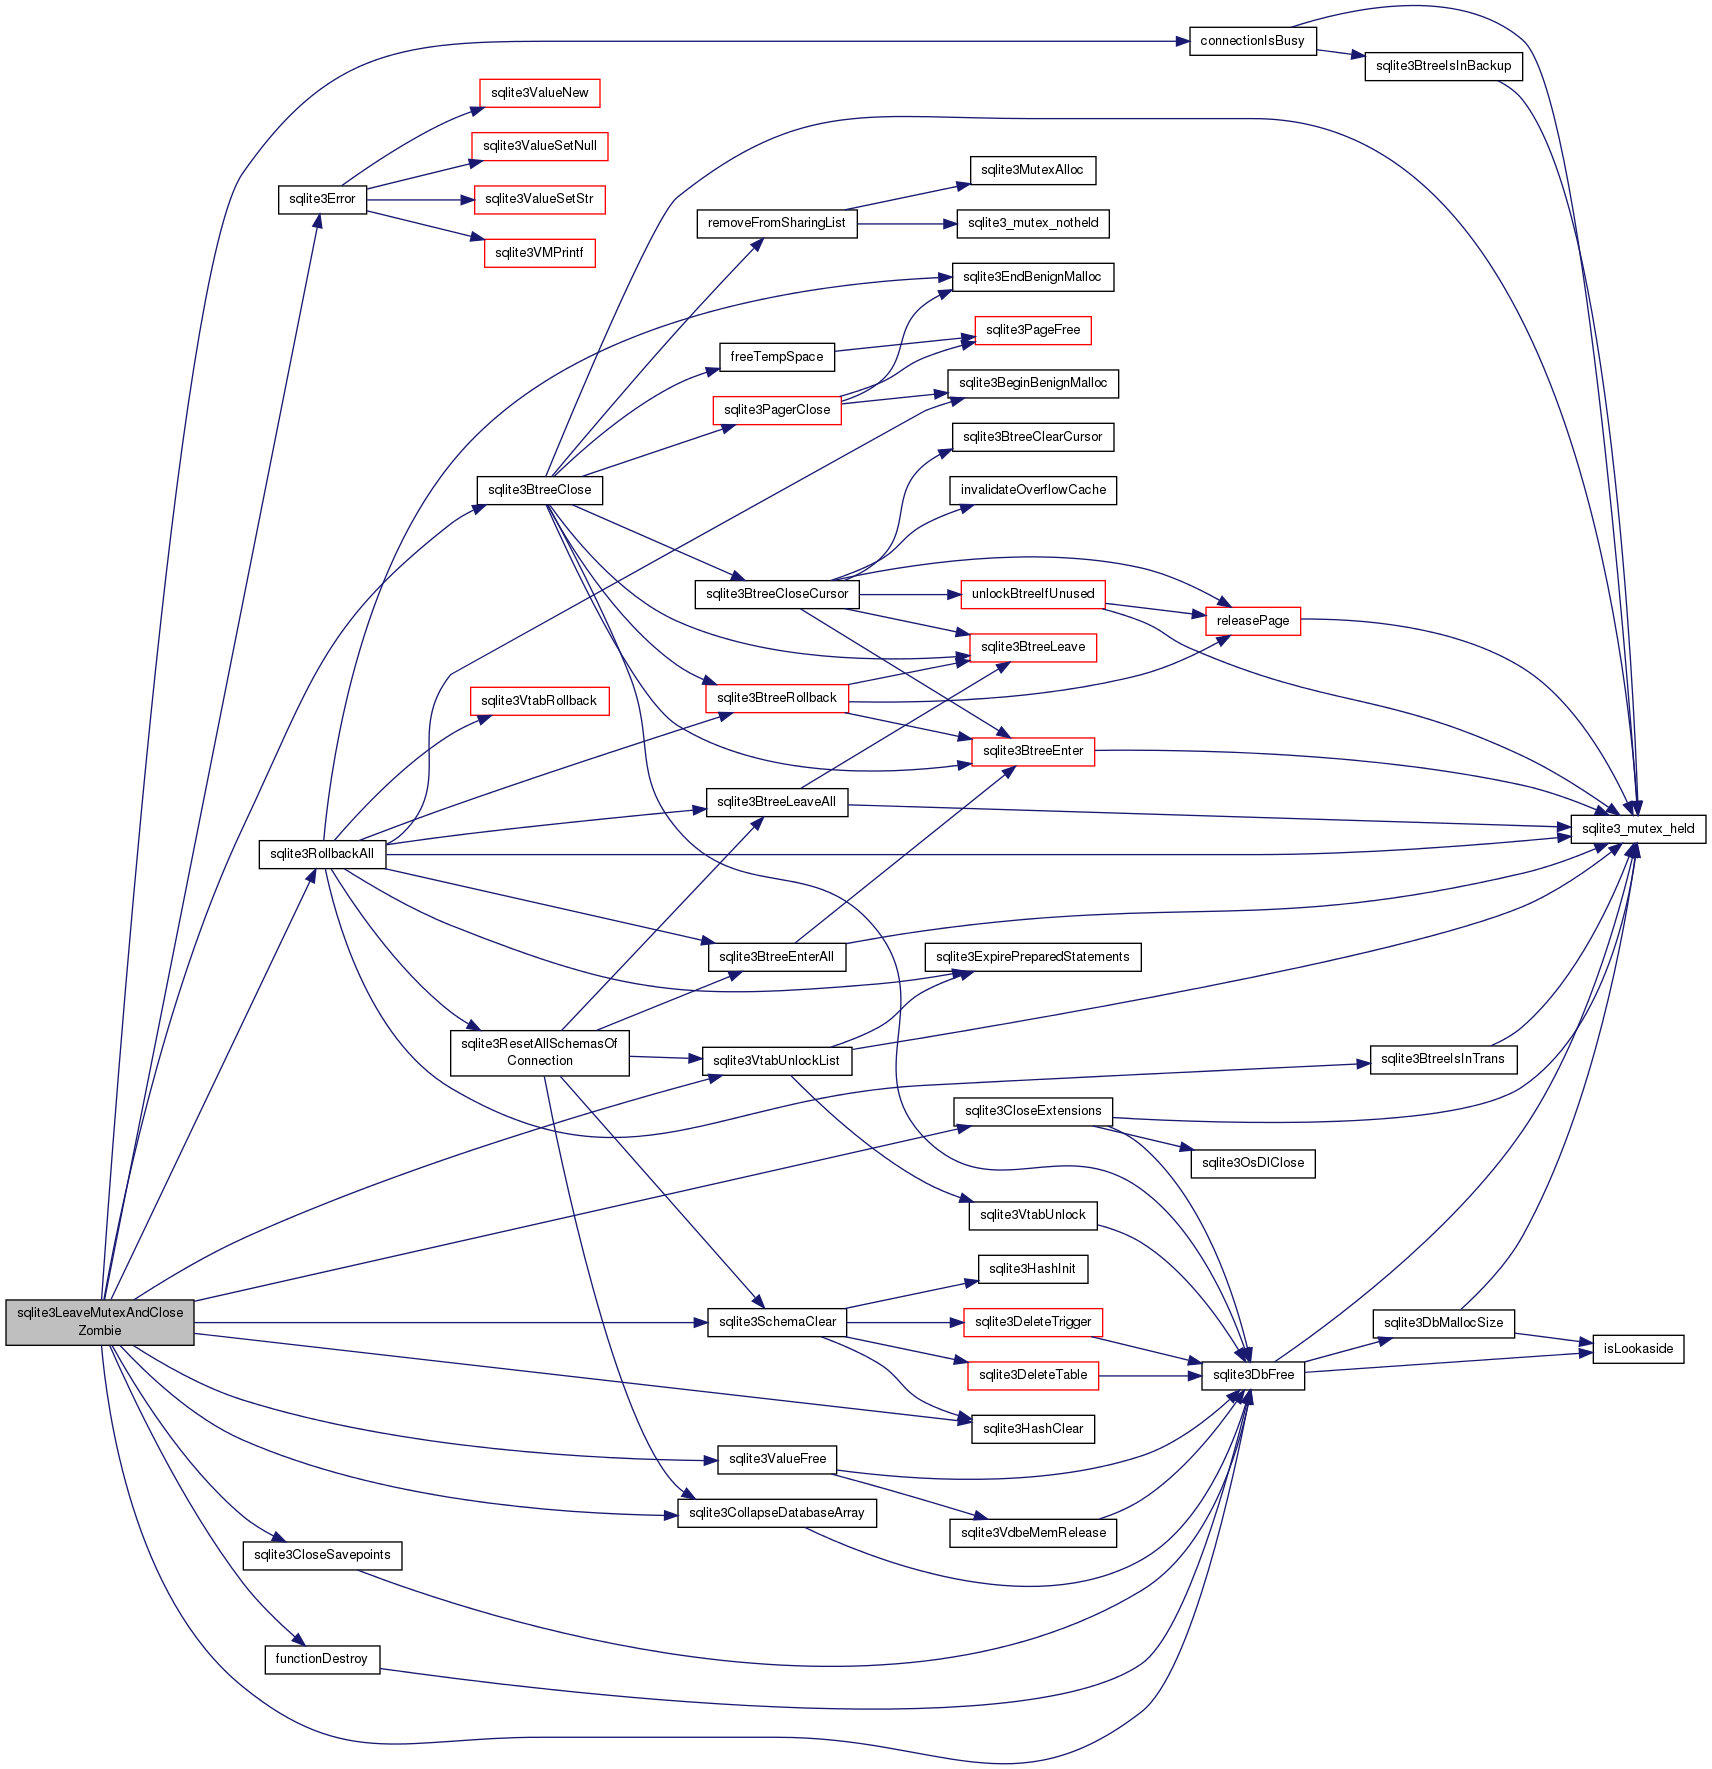 connectionIsBusy
sqlite3BtreeIsInBackup
sqlite3ValueNew
sqlite3ValueSetNull
sqlite3Error
sqlite3ValueSetStr
sqlite3VMPrintf
sqlite3MutexAlloc
removeFromSharingList
sqlite3_mutex_notheld
sqlite3EndBenignMalloc
sqlite3PageFree
freeTempSpace
sqlite3BeginBenignMalloc
sqlite3PagerClose
sqlite3BtreeClearCursor
sqlite3BtreeClose
invalidateOverflowCache
sqlite3BtreeCloseCursor
unlockBtreeIfUnused
releasePage
sqlite3BtreeLeave
sqlite3VtabRollback
sqlite3BtreeRollback
sqlite3BtreeEnter
sqlite3BtreeLeaveAll
sqlite3_mutex_held
sqlite3RollbackAll
sqlite3BtreeEnterAll
sqlite3ExpirePreparedStatements
sqlite3ResetAllSchemasOf
Connection
sqlite3VtabUnlockList
sqlite3BtreeIsInTrans
sqlite3CloseExtensions
sqlite3OsDlClose
sqlite3VtabUnlock
sqlite3HashInit
sqlite3LeaveMutexAndClose
Zombie
sqlite3SchemaClear
sqlite3DeleteTrigger
sqlite3DbMallocSize
isLookaside
sqlite3DeleteTable
sqlite3DbFree
sqlite3HashClear
sqlite3ValueFree
sqlite3CollapseDatabaseArray
sqlite3VdbeMemRelease
sqlite3CloseSavepoints
functionDestroy